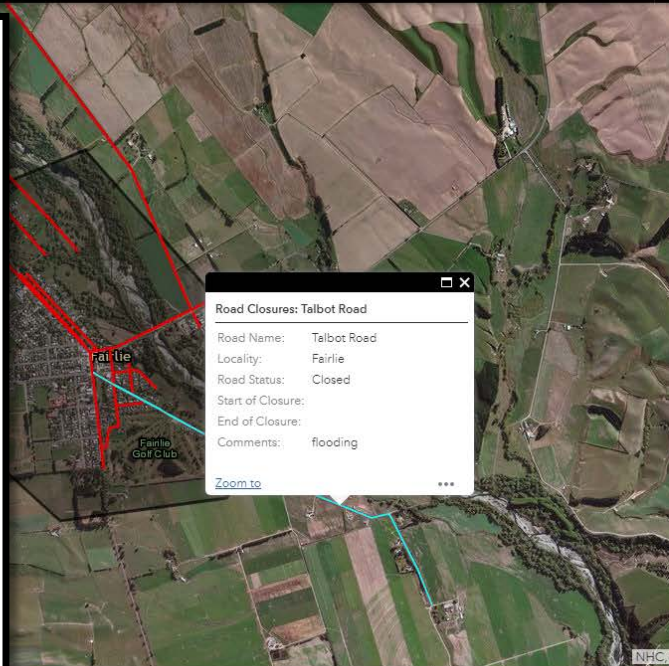 Road Closures: Talbot Road
Road Name: Talbot Road
Locality: Fairlie
Road Status: Closed
Start of Closure:
End of Closure:
Comments: flooding
Zoom to
Fairlie
Fairlie
Golf Club
NHC